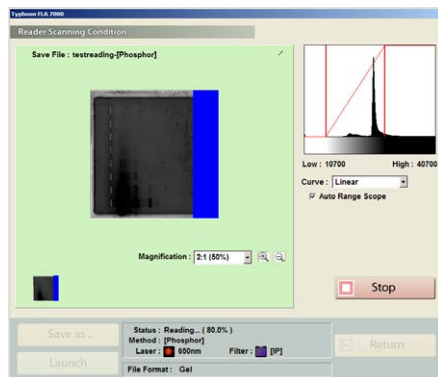 Typhoon FLA 7000
Reader Scanning Condition
Save File : testreading-[Phosphor]
Low : 10700 High : 40700
Curve : Linear
Auto Range Scope
Magnification : 2:1 (50%)
Stop
Save as ..
Status : Reading... ( 80.0% )
Method : [Phosphor]
Laser : 650nm Filter : [IP]
Return
Launch
File Format : Gel